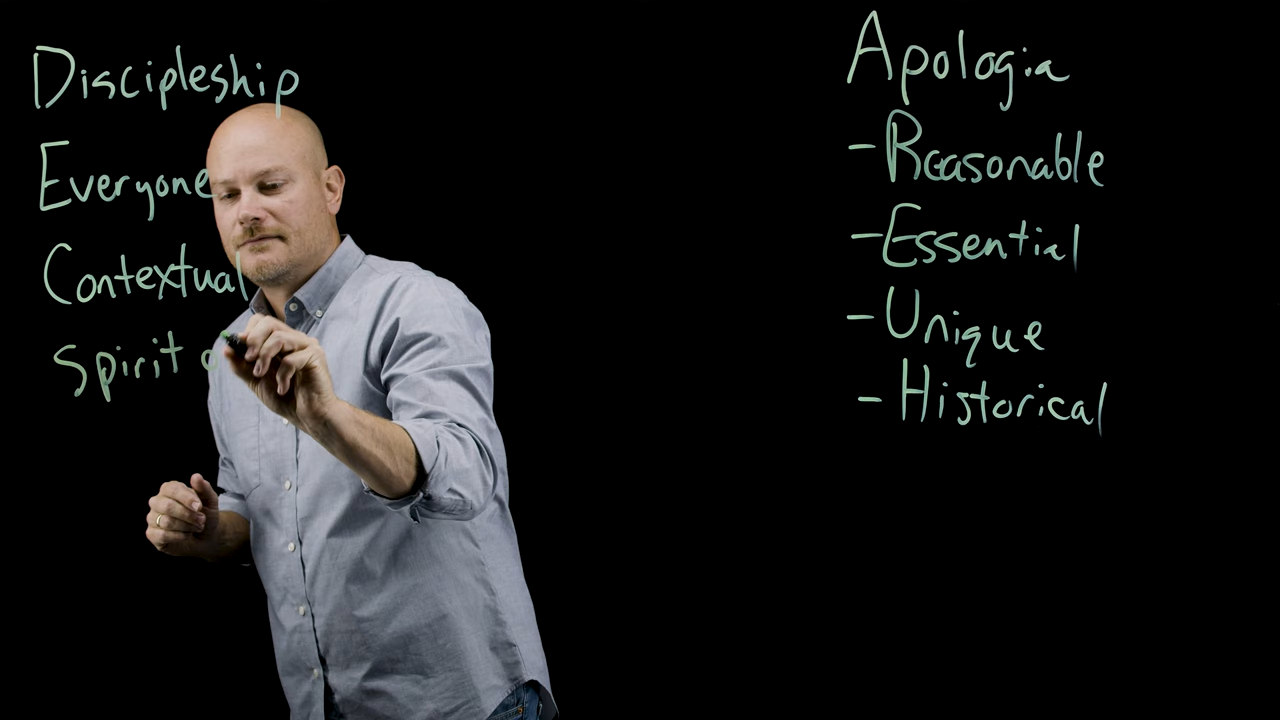 Discipleship
Everyone
Contextual
Spirit o
Apologia
-Reasonable
-Essential
-Unique
- Historical